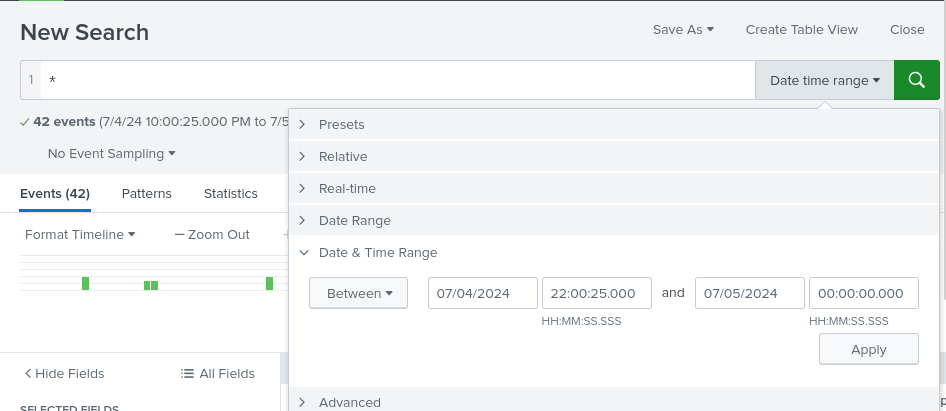 New Search
Save As
Create Table View
Close
1 *
Date time range
42 events (7/4/24 10:00:25.000 PM to 7/5
No Event Sampling
Presets
Relative
Real-time
Date Range
Date & Time Range
Events (42)
Patterns
Statistics
Format Timeline
— Zoom Out
+
Between
07/04/2024
22:00:25.000
and
07/05/2024
00:00:00.000
HH:MM:SS.SSS
HH:MM:SS.SSS
Apply
Hide Fields
All Fields
Advanced
SELECTED FIELDS